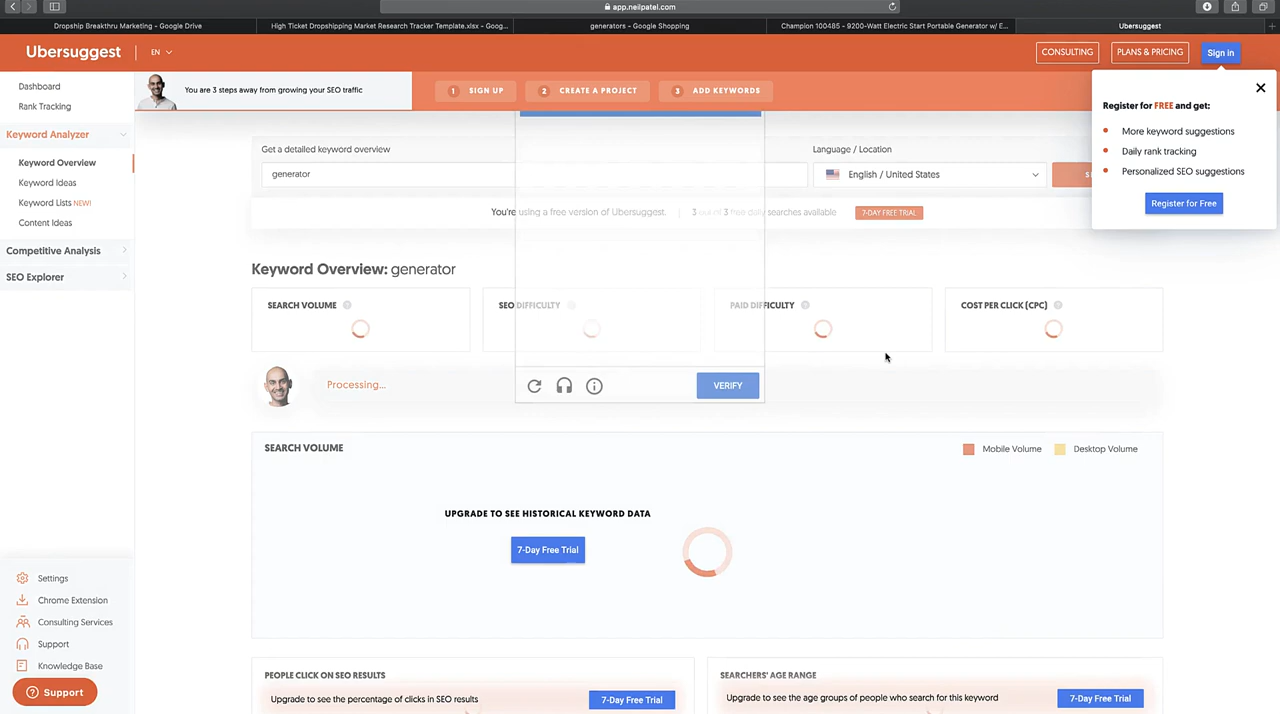 app.neilpatel.com
Dropship Breakthru Marketing - Google Drive
High Ticket Dropshipping Market Research Tracker Template.xlsx - Goog...
generators - Google Shopping
Champion 100485 - 9200-Watt Electric Start Portable Generator w/ E...
Ubersuggest
Ubersuggest
EN
CONSULTING
PLANS & PRICING
Sign in
Dashboard
Rank Tracking
Keyword Analyzer
Keyword Overview
Keyword Ideas
Keyword Lists NEW!
Content Ideas
Competitive Analysis
SEO Explorer
You are 3 steps away from growing your SEO traffic
1 SIGN UP
2 CREATE A PROJECT
3 ADD KEYWORDS
Register for FREE and get:
More keyword suggestions
Daily rank tracking
Personalized SEO suggestions
Register for Free
Get a detailed keyword overview
Language / Location
generator
English / United States
You're using a free version of Ubersuggest.
3 out of 3 free daily searches available
7-DAY FREE TRIAL
Keyword Overview: generator
SEARCH VOLUME
SEO DIFFICULTY
PAID DIFFICULTY
COST PER CLICK (CPC)
Processing...
VERIFY
SEARCH VOLUME
Mobile Volume
Desktop Volume
UPGRADE TO SEE HISTORICAL KEYWORD DATA
7-Day Free Trial
PEOPLE CLICK ON SEO RESULTS
Upgrade to see the percentage of clicks in SEO results
7-Day Free Trial
SEARCHERS' AGE RANGE
Upgrade to see the age groups of people who search for this keyword
7-Day Free Trial
Settings
Chrome Extension
Consulting Services
Support
Knowledge Base
Support